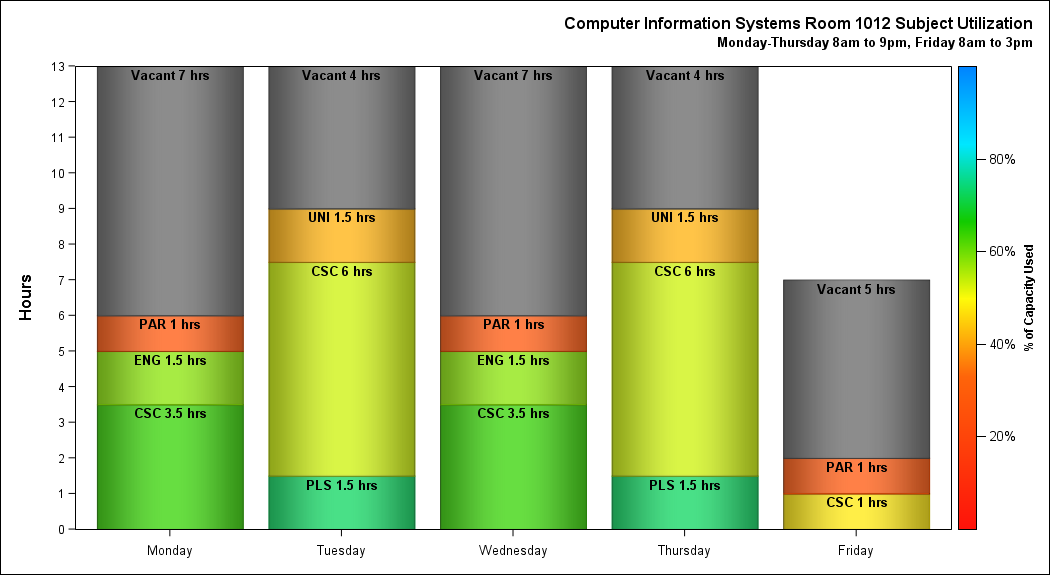 Computer Information Systems Room 1012 Subject Utilization
Monday-Thursday 8am to 9pm, Friday 8am to 3pm
Hours
13
12
11
10
9
8
7
6
5
4
3
2
1
0
Vacant 7 hrs
PAR 1 hrs
ENG 1.5 hrs
CSC 3.5 hrs
Monday
Vacant 4 hrs
UNI 1.5 hrs
CSC 6 hrs
PLS 1.5 hrs
Tuesday
Vacant 7 hrs
PAR 1 hrs
ENG 1.5 hrs
CSC 3.5 hrs
Wednesday
Vacant 4 hrs
UNI 1.5 hrs
CSC 6 hrs
PLS 1.5 hrs
Thursday
Vacant 5 hrs
PAR 1 hrs
CSC 1 hrs
Friday
80%
60%
40%
20%
% of Capacity Used